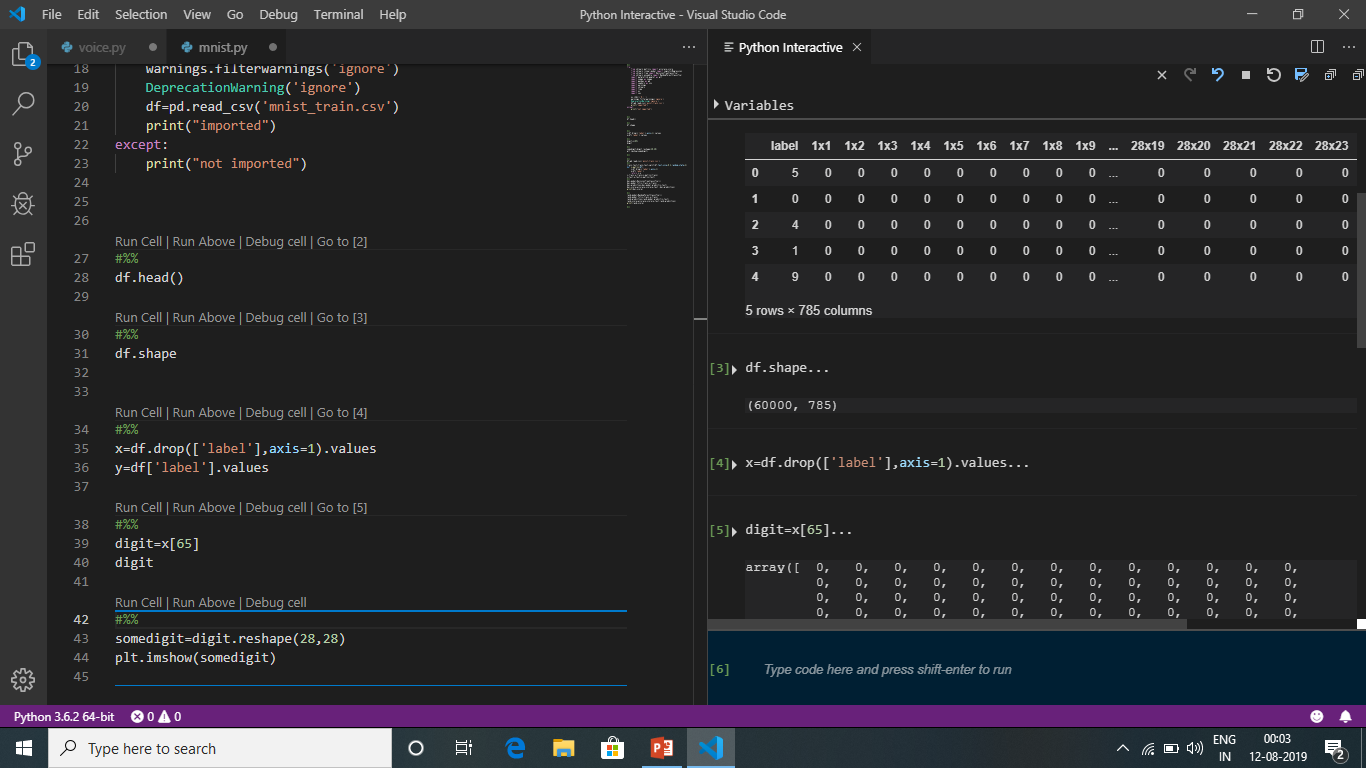 File Edit Selection View Go Debug Terminal Help Python Interactive - Visual Studio Code
voice.py mnist.py ...
2
18 warnings.filterwarnings('ignore')
19 DeprecationWarning('ignore')
20 df=pd.read_csv('mnist_train.csv')
21 print("imported")
22 except:
23 print("not imported")
24
25
26
Run Cell | Run Above | Debug cell | Go to [2]
27 #%%
28 df.head()
29
Run Cell | Run Above | Debug cell | Go to [3]
30 #%%
31 df.shape
32
33
Run Cell | Run Above | Debug cell | Go to [4]
34 #%%
35 x=df.drop(['label'],axis=1).values
36 y=df['label'].values
37
Run Cell | Run Above | Debug cell | Go to [5]
38 #%%
39 digit=x[65]
40 digit
41
Run Cell | Run Above | Debug cell
42 #%%
43 somedigit=digit.reshape(28,28)
44 plt.imshow(somedigit)
45
Python Interactive ...
Variables
label 1x1 1x2 1x3 1x4 1x5 1x6 1x7 1x8 1x9 ... 28x19 28x20 28x21 28x22 28x23
0 5 0 0 0 0 0 0 0 0 0 ... 0 0 0 0 0
1 0 0 0 0 0 0 0 0 0 0 ... 0 0 0 0 0
2 4 0 0 0 0 0 0 0 0 0 ... 0 0 0 0 0
3 1 0 0 0 0 0 0 0 0 0 ... 0 0 0 0 0
4 9 0 0 0 0 0 0 0 0 0 ... 0 0 0 0 0
5 rows × 785 columns
[3] df.shape...
(60000, 785)
[4] x=df.drop(['label'],axis=1).values...
[5] digit=x[65]...
array([ 0, 0, 0, 0, 0, 0, 0, 0, 0, 0, 0, 0, 0,
0, 0, 0, 0, 0, 0, 0, 0, 0, 0, 0, 0, 0,
0, 0, 0, 0, 0, 0, 0, 0, 0, 0, 0, 0, 0,
0, 0, 0, 0, 0, 0, 0, 0, 0, 0, 0, 0, 0,
[6] Type code here and press shift-enter to run
Python 3.6.2 64-bit 0 0
Type here to search
ENG
IN
00:03
12-08-2019
2